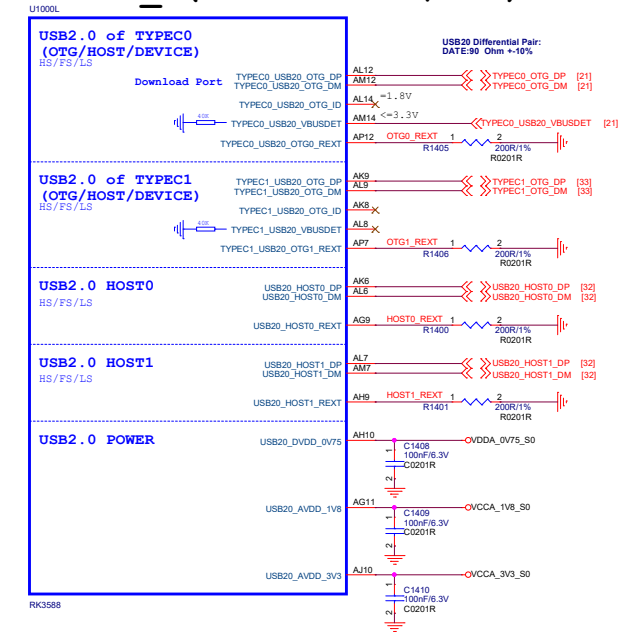 U1000L
USB2.0 of TYPEC0
(OTG/HOST/DEVICE)
HS/FS/LS
USB20 Differential Pair:
DATE:90 Ohm +-10%
Download Port
TYPEC0_USB20_OTG_DP AL12 TYPEC0_OTG_DP [21]
TYPEC0_USB20_OTG_DM AM12 TYPEC0_OTG_DM [21]
TYPEC0_USB20_OTG_ID AL14 =1.8V
40K TYPEC0_USB20_VBUSDET AM14 <=3.3V TYPEC0_USB20_VBUSDET [21]
TYPEC0_USB20_OTG0_REXT AP12 OTG0_REXT 1 2
R1405 200R/1%
R0201R
USB2.0 of TYPEC1
(OTG/HOST/DEVICE)
HS/FS/LS
TYPEC1_USB20_OTG_DP AK9 TYPEC1_OTG_DP [33]
TYPEC1_USB20_OTG_DM AL9 TYPEC1_OTG_DM [33]
TYPEC1_USB20_OTG_ID AK8
40K TYPEC1_USB20_VBUSDET AL8
TYPEC1_USB20_OTG1_REXT AP7 OTG1_REXT 1 2
R1406 200R/1%
R0201R
USB2.0 HOST0
HS/FS/LS
USB20_HOST0_DP AK6 USB20_HOST0_DP [32]
USB20_HOST0_DM AL6 USB20_HOST0_DM [32]
USB20_HOST0_REXT AG9 HOST0_REXT 1 2
R1400 200R/1%
R0201R
USB2.0 HOST1
HS/FS/LS
USB20_HOST1_DP AL7 USB20_HOST1_DP [32]
USB20_HOST1_DM AM7 USB20_HOST1_DM [32]
USB20_HOST1_REXT AH9 HOST1_REXT 1 2
R1401 200R/1%
R0201R
USB2.0 POWER
USB20_DVDD_0V75 AH10 VDDA_0V75_S0
1 C1408
100nF/6.3V
2 C0201R
USB20_AVDD_1V8 AG11 VCCA_1V8_S0
1 C1409
100nF/6.3V
2 C0201R
USB20_AVDD_3V3 AJ10 VCCA_3V3_S0
1 C1410
100nF/6.3V
2 C0201R
RK3588